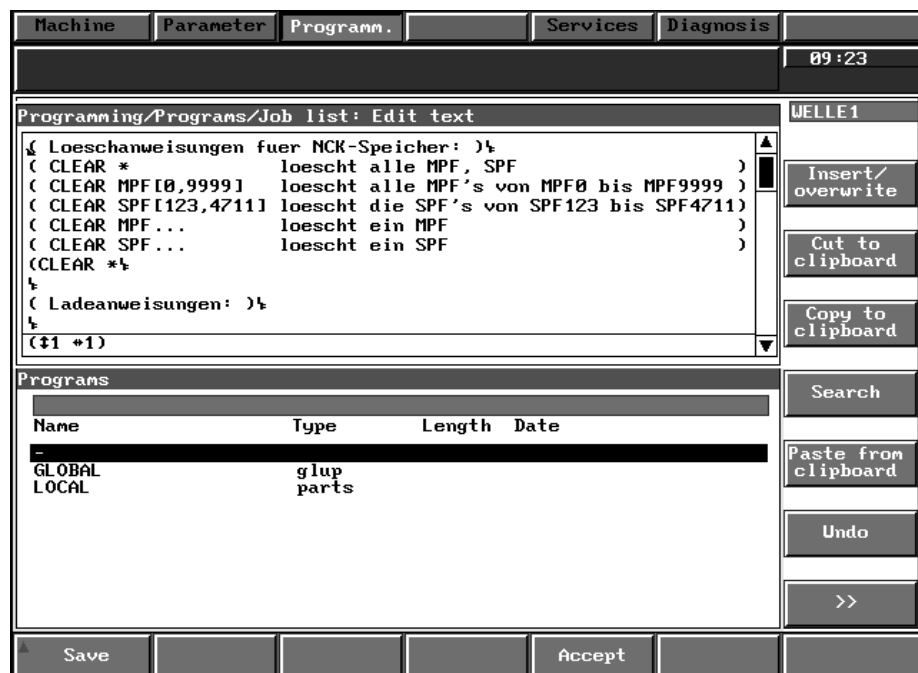 Machine Parameter Programm. Services Diagnosis
09:23
Programming/Programs/Job list: Edit text
WELLE1
( Loeschanweisungen fuer NCK-Speicher: )
( CLEAR * loescht alle MPF, SPF )
( CLEAR MPF[0,9999] loescht alle MPF's von MPF0 bis MPF9999 )
( CLEAR SPF[123,4711] loescht die SPF's von SPF123 bis SPF4711)
( CLEAR MPF... loescht ein MPF )
( CLEAR SPF... loescht ein SPF )
(CLEAR *
( Ladeanweisungen: )
(↕1 ↔1)
Insert/
overwrite
Cut to
clipboard
Copy to
clipboard
Programs
Name Type Length Date
-
GLOBAL glup
LOCAL parts
Search
Paste from
clipboard
Undo
>>
Save Accept